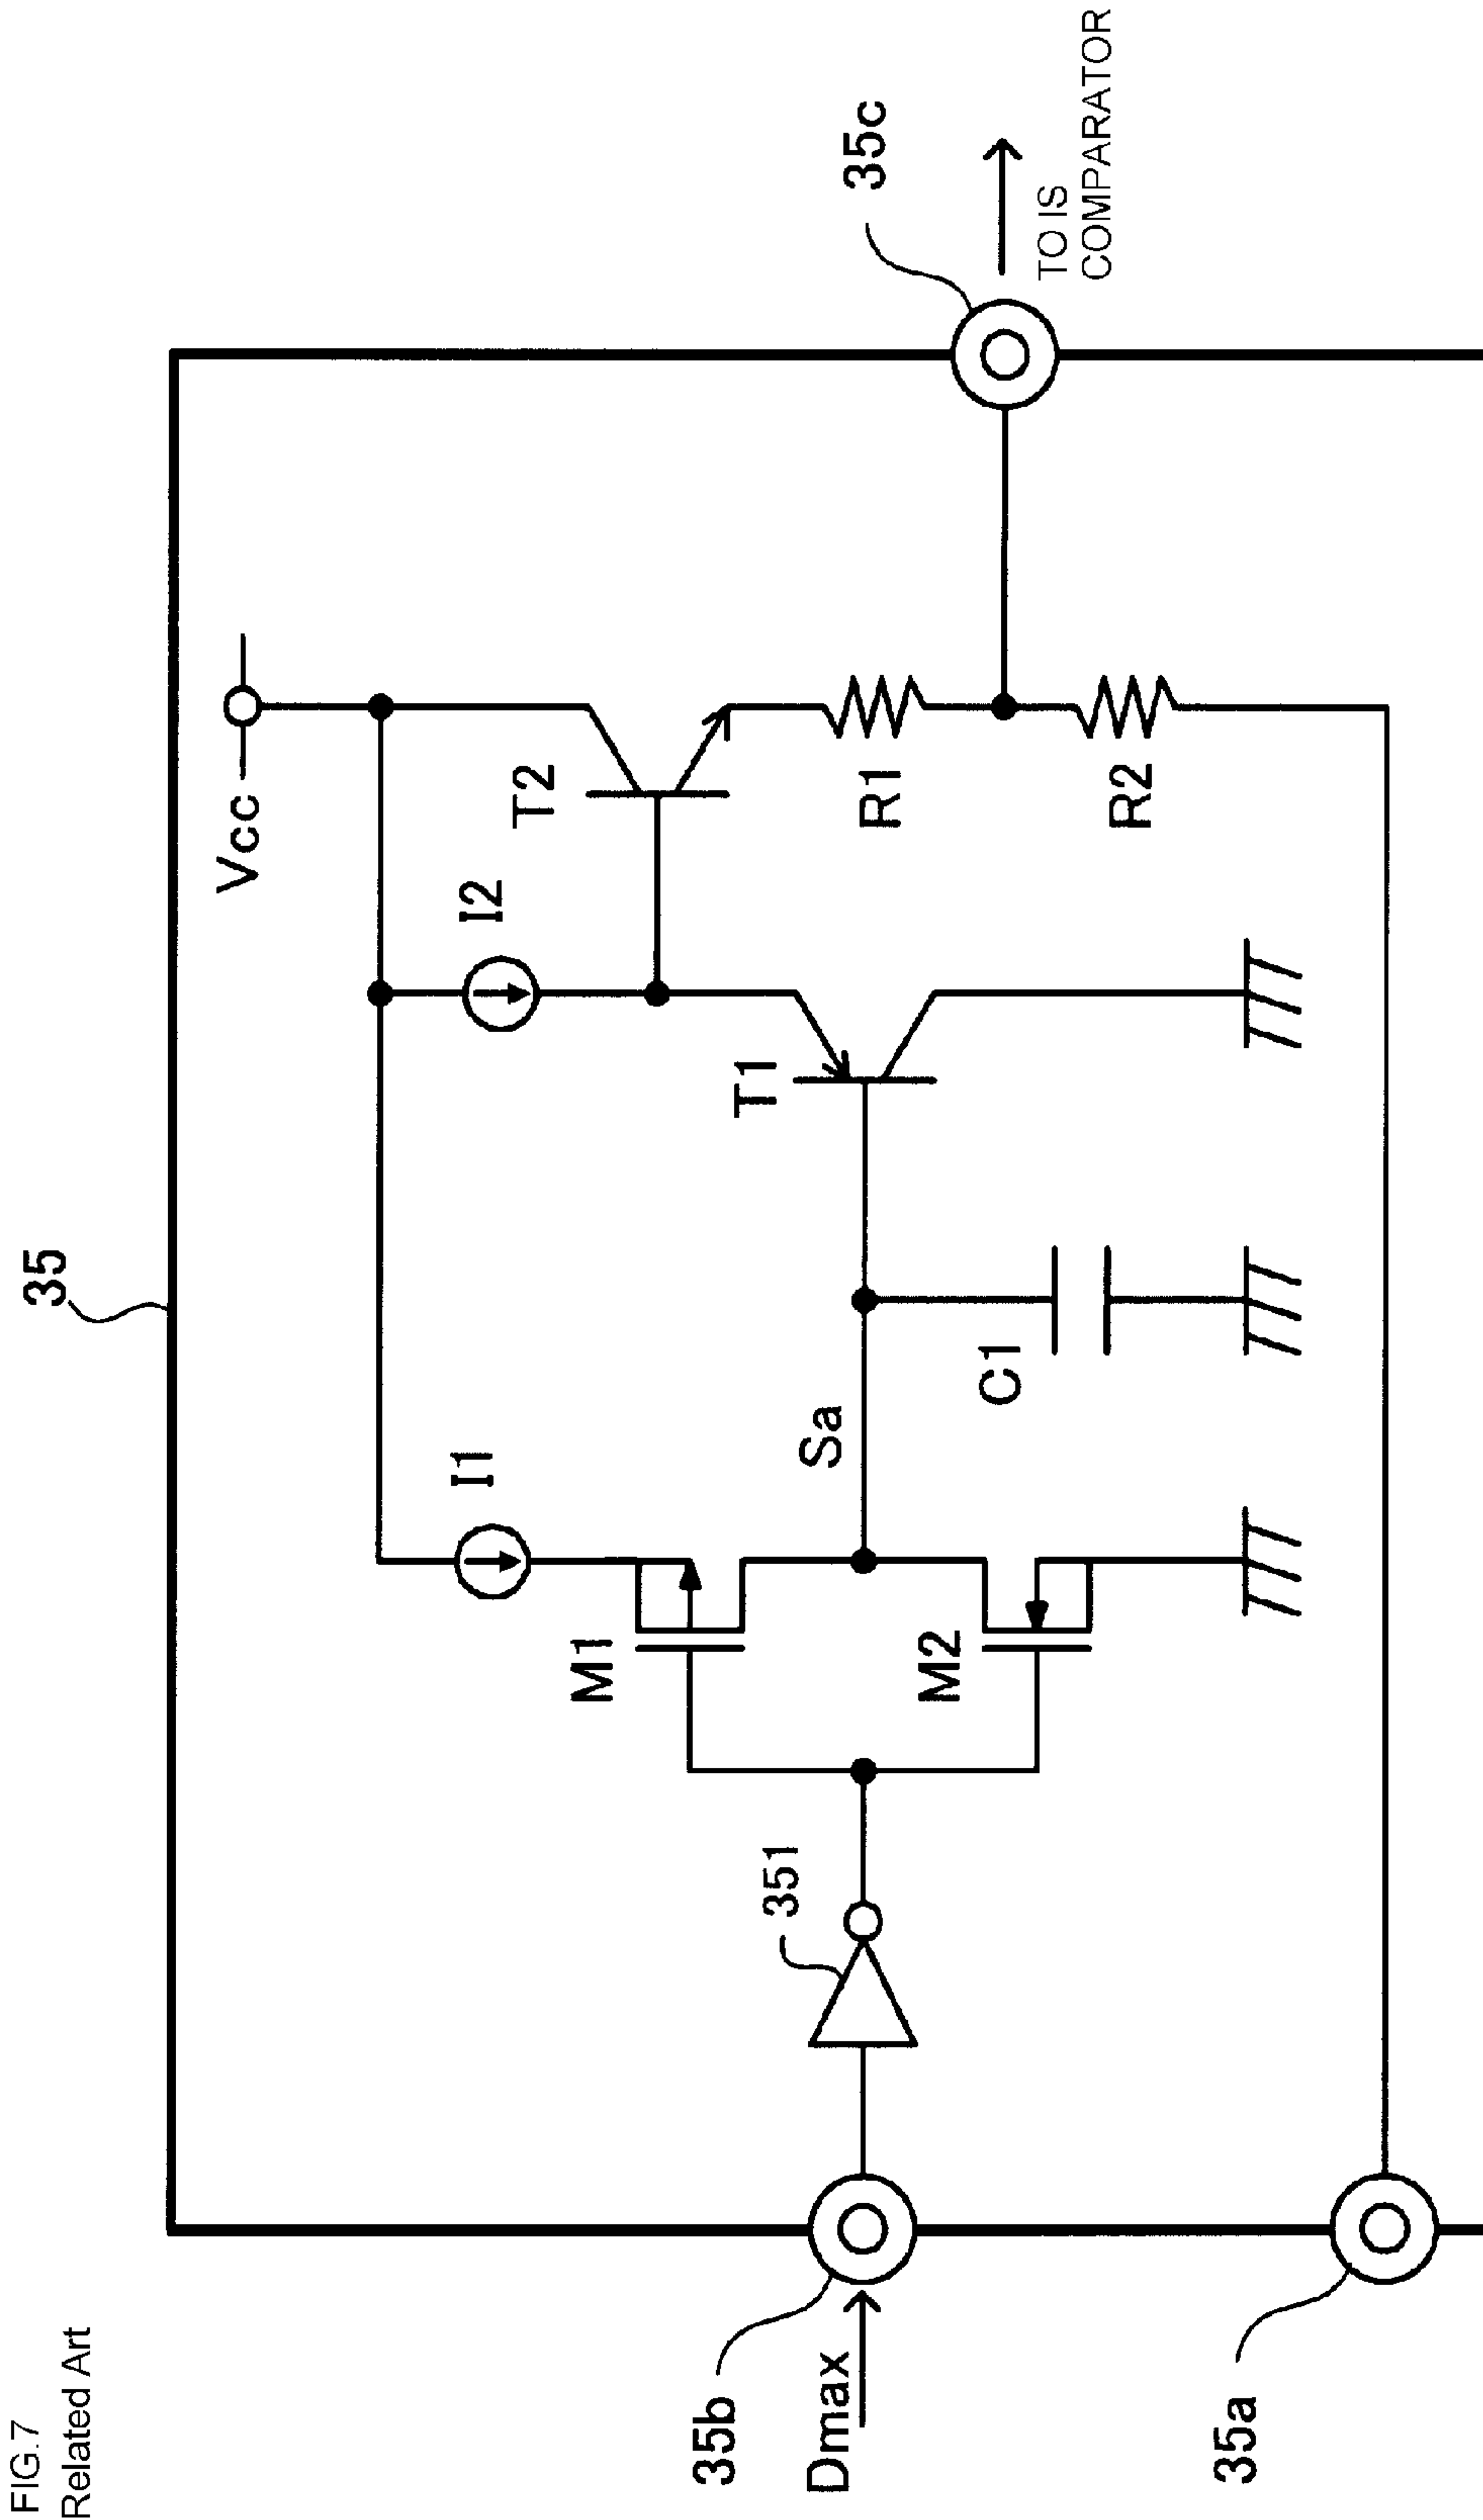 FIG.7
Related Art
35
Vcc
I1
I2
T2
M1
T1
351
Sa
35b
Dmax
R1
35c
M2
C1
TO IS
COMPARATOR
R2
35a